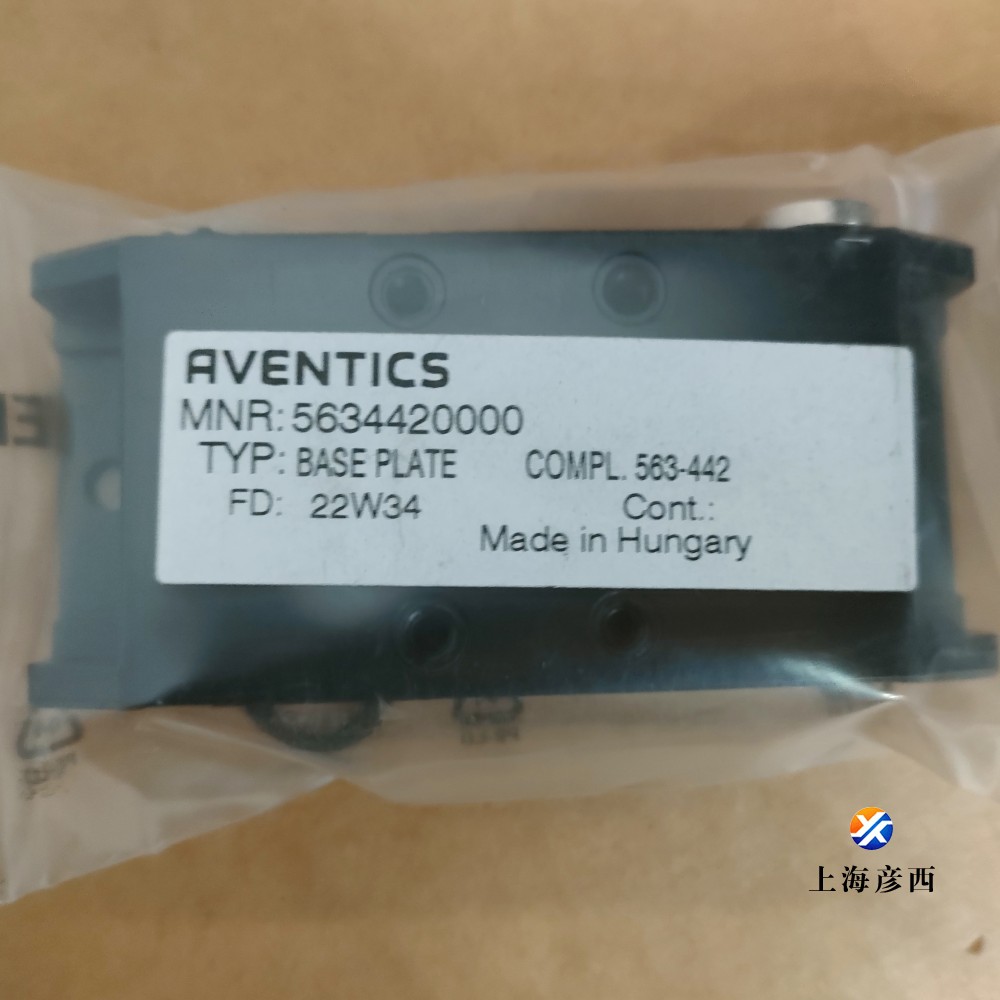 AVENTICS
MNR: 5634420000
TYP: BASE PLATE COMPL. 563-442
FD: 22W34 Cont.:
Made in Hungary
上海彦西